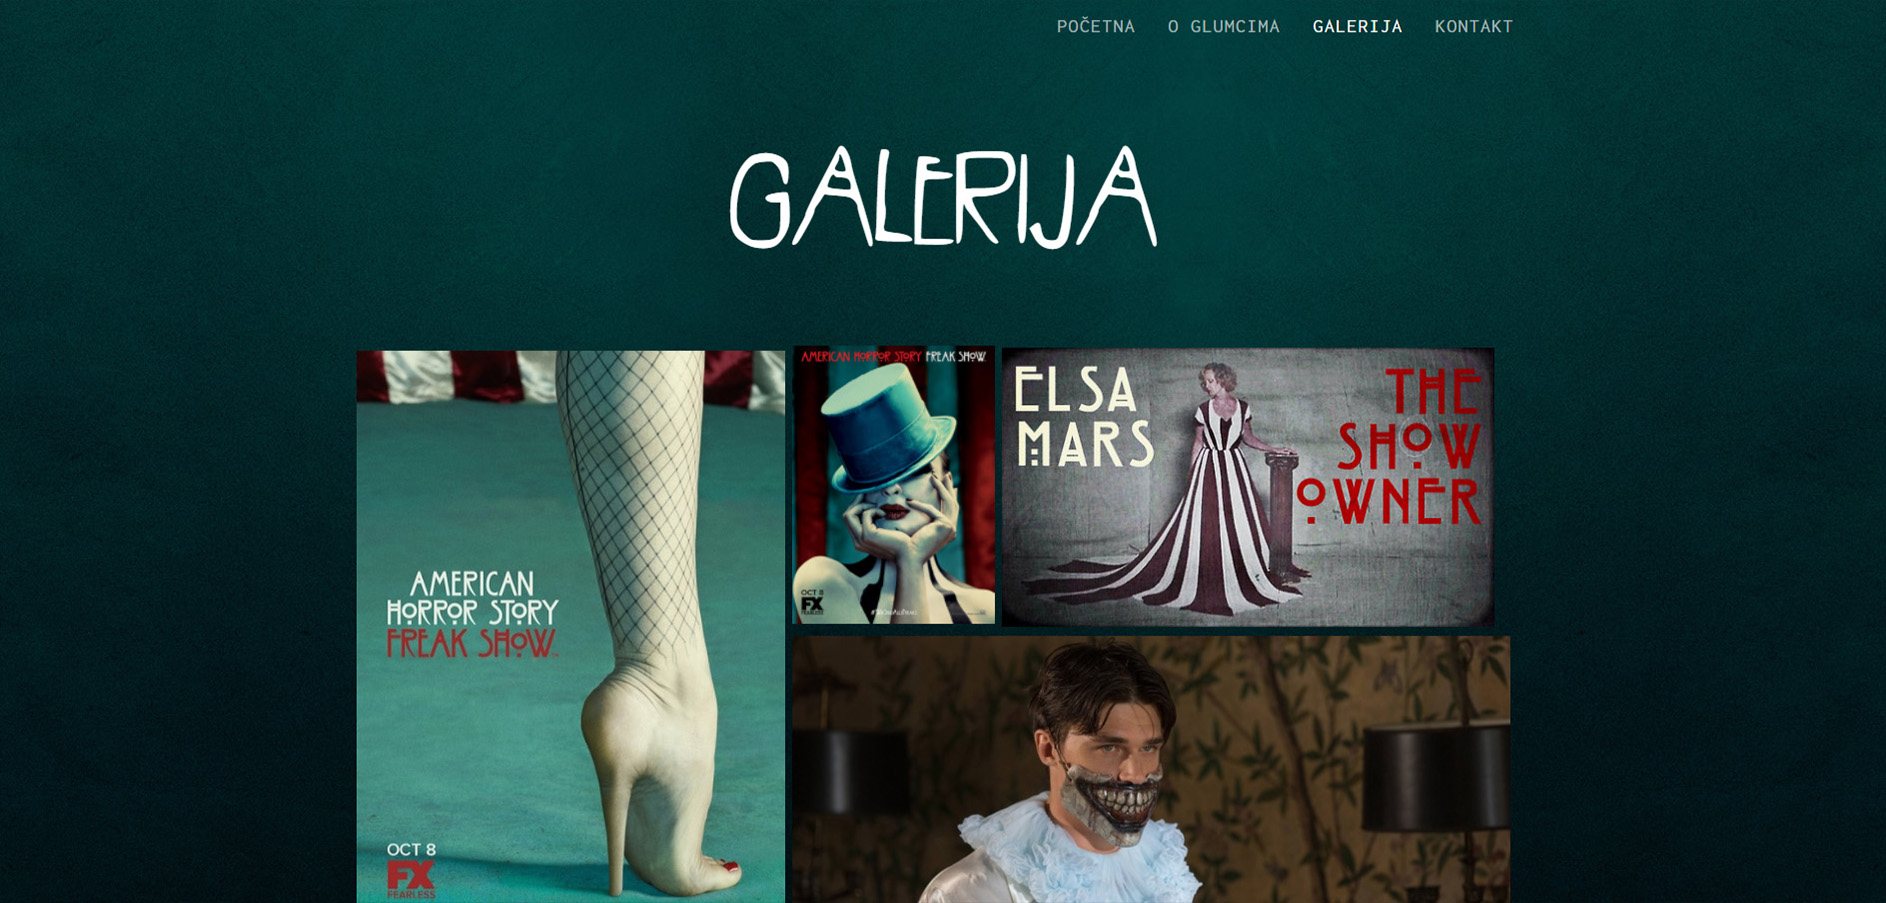 POČETNA O GLUMCIMA GALERIJA KONTAKT
GALERIJA
AMERICAN
HORROR STORY
FREAK SHOW
OCT 8
FX
FEARLESS
AMERICAN HORROR STORY FREAK SHOW
OCT 8
FX
ELSA
MARS
THE
SHOW
OWNER